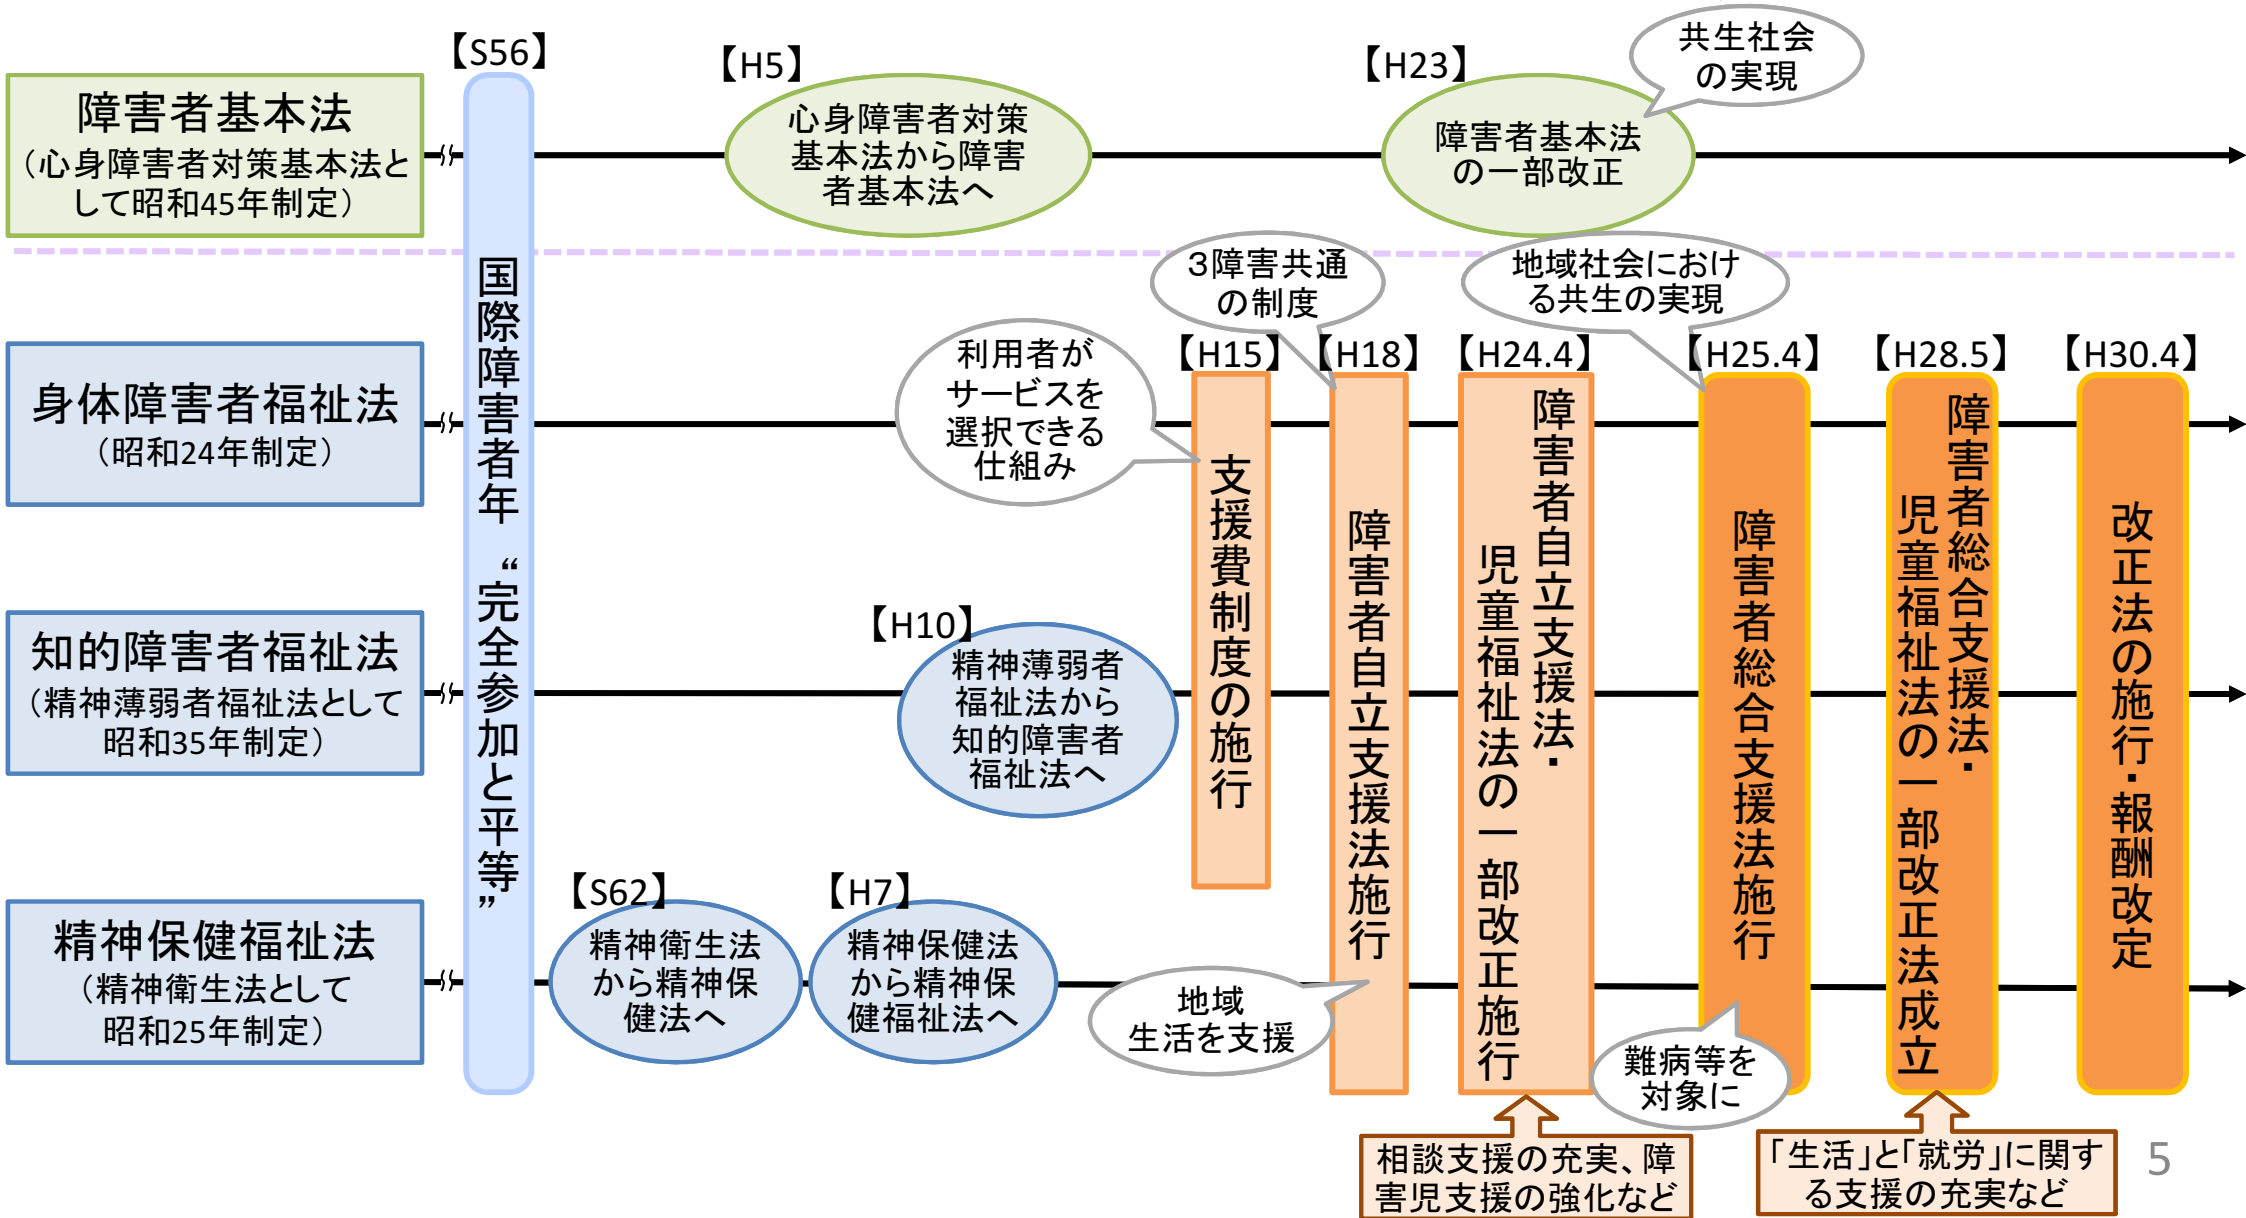 【S56】
【H5】
【H23】
共生社会
の実現
障害者基本法
（心身障害者対策基本法と
して昭和45年制定）
心身障害者対策
基本法から障害
者基本法へ
障害者基本法
の一部改正
国際障害者年 “完全参加と平等”
3障害共通
の制度
地域社会におけ
る共生の実現
利用者が
サービスを
選択できる
仕組み
【H15】
【H18】
【H24.4】
【H25.4】
【H28.5】
【H30.4】
身体障害者福祉法
（昭和24年制定）
支援費制度の施行
障害者自立支援法施行
障害者自立支援法・
児童福祉法の一部改正施行
障害者総合支援法施行
障害者総合支援法・
児童福祉法の一部改正法成立
改正法の施行・報酬改定
知的障害者福祉法
（精神薄弱者福祉法として
昭和35年制定）
【H10】
精神薄弱者
福祉法から
知的障害者
福祉法へ
精神保健福祉法
（精神衛生法として
昭和25年制定）
【S62】
精神衛生法
から精神保
健法へ
【H7】
精神保健法
から精神保
健福祉法へ
地域
生活を支援
難病等を
対象に
相談支援の充実、障
害児支援の強化など
「生活」と「就労」に関す
る支援の充実など
5